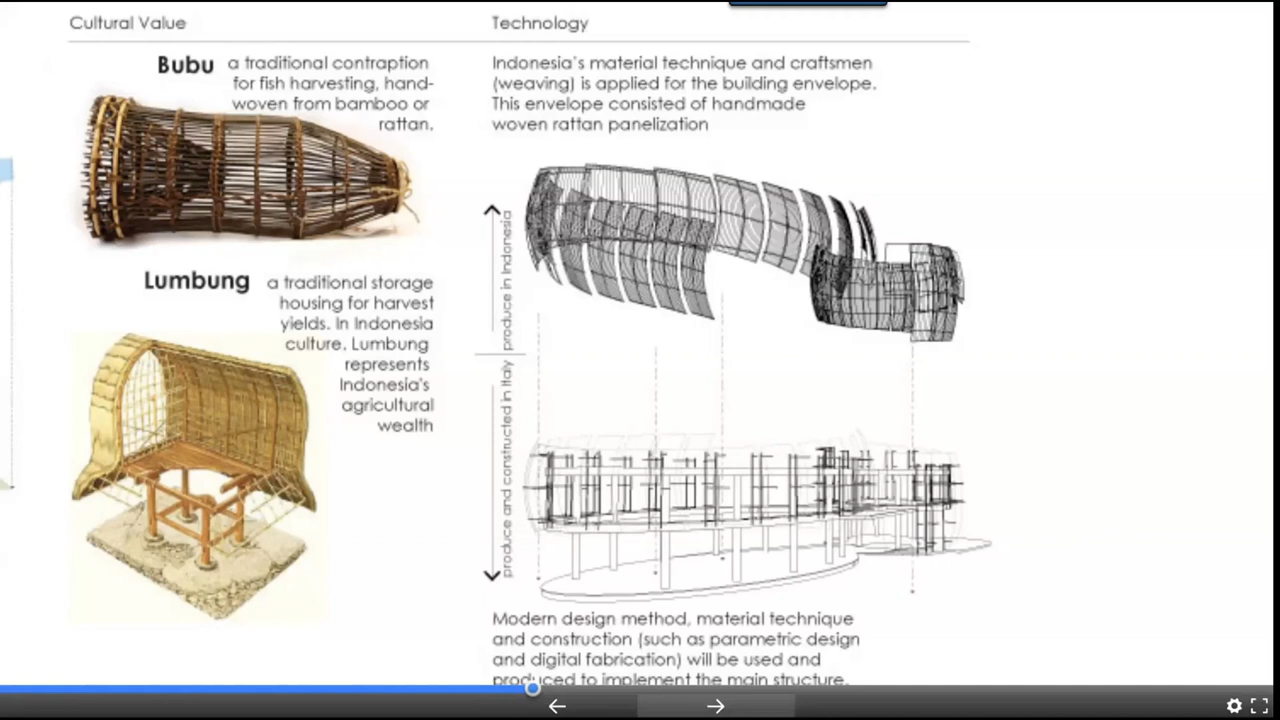 Cultural Value
Technology
Bubu a traditional contraption
for fish harvesting, hand-
woven from bamboo or
rattan.
Indonesia's material technique and craftsmen
(weaving) is applied for the building envelope.
This envelope consisted of handmade
woven rattan panelization
Lumbung a traditional storage
housing for harvest
yields. In Indonesia
culture. Lumbung
represents
Indonesia's
agricultural
wealth
produce in Indonesia
produce and constructed in Italy
Modern design method, material technique
and construction (such as parametric design
and digital fabrication) will be used and
produced to implement the main structure.